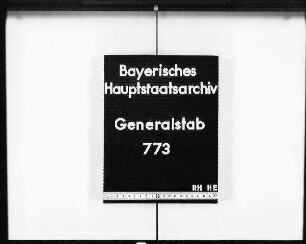 Bayerisches
Hauptstaatsarchiv
Generalstab
773
RH HE